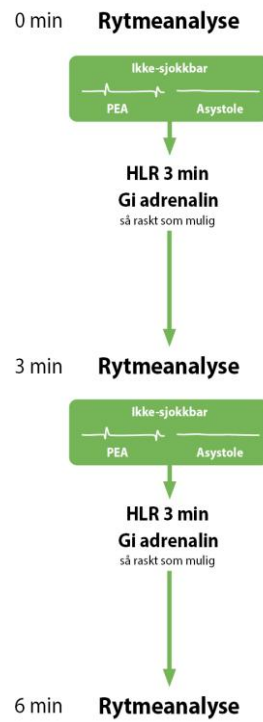 0 min Rytmeanalyse
Ikke-sjokkbar
PEA Asystole
HLR 3 min
Gi adrenalin
så raskt som mulig
3 min Rytmeanalyse
Ikke-sjokkbar
PEA Asystole
HLR 3 min
Gi adrenalin
så raskt som mulig
6 min Rytmeanalyse